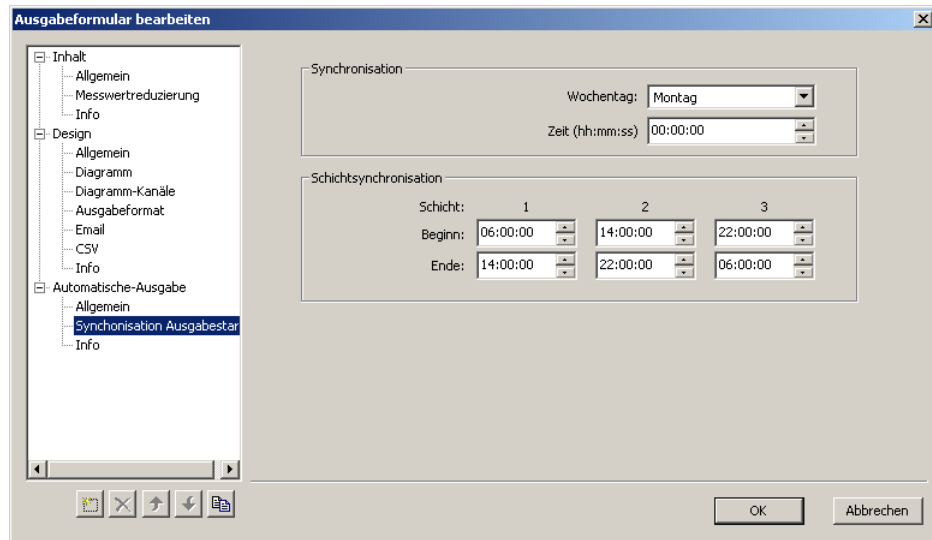 Ausgabeformular bearbeiten
Inhalt
Allgemein
Messwertreduzierung
Info
Design
Allgemein
Diagramm
Diagramm-Kanäle
Ausgabeformat
Email
CSV
Info
Automatische-Ausgabe
Allgemein
Synchonisation Ausgabestar
Info
Synchronisation
Wochentag: Montag
Zeit (hh:mm:ss) 00:00:00
Schichtsynchronisation
Schicht: 1 2 3
Beginn: 06:00:00 14:00:00 22:00:00
Ende: 14:00:00 22:00:00 06:00:00
OK Abbrechen